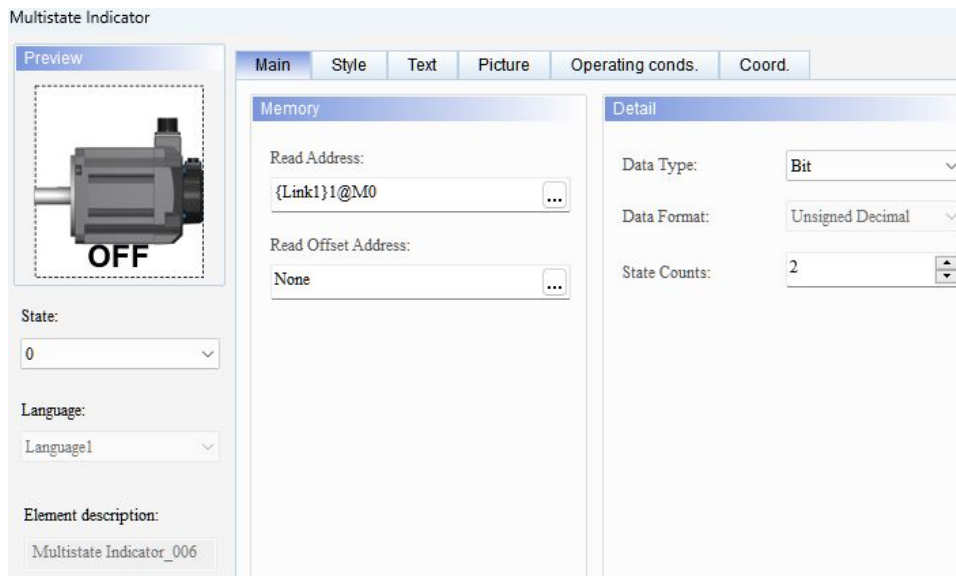 Multistate Indicator
Preview
OFF
State:
0
Language:
Language1
Element description:
Multistate Indicator_006
Main
Style
Text
Picture
Operating conds.
Coord.
Memory
Read Address:
{Link1}1@M0
...
Read Offset Address:
None
...
Detail
Data Type:
Bit
Data Format:
Unsigned Decimal
State Counts:
2